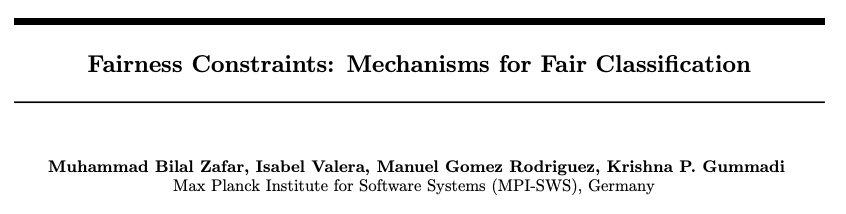 Fairness Constraints: Mechanisms for Fair Classification
Muhammad Bilal Zafar, Isabel Valera, Manuel Gomez Rodriguez, Krishna P. Gummadi
Max Planck Institute for Software Systems (MPI-SWS), Germany